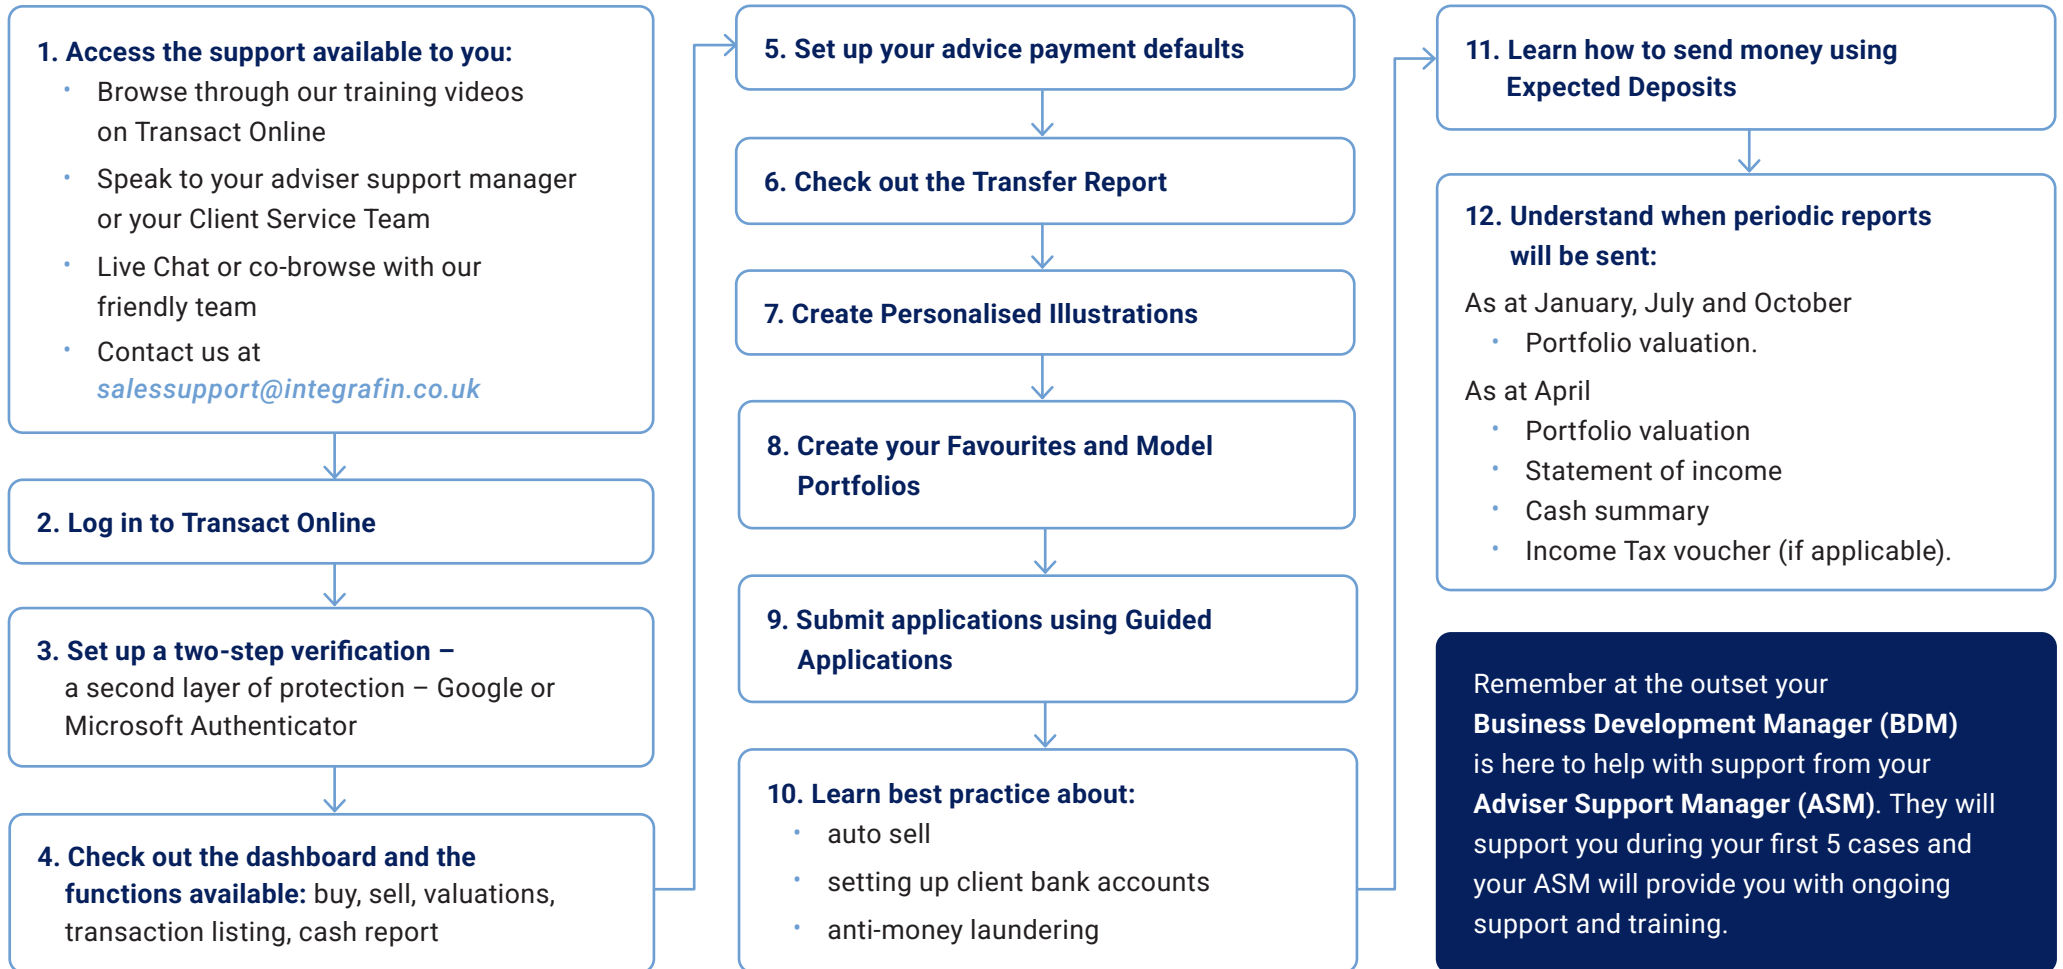 1. Access the support available to you:
• Browse through our training videos
on Transact Online
• Speak to your adviser support manager
or your Client Service Team
• Live Chat or co-browse with our
friendly team
• Contact us at
salessupport@integrafin.co.uk
2. Log in to Transact Online
3. Set up a two-step verification –
a second layer of protection – Google or
Microsoft Authenticator
4. Check out the dashboard and the
functions available: buy, sell, valuations,
transaction listing, cash report
5. Set up your advice payment defaults
6. Check out the Transfer Report
7. Create Personalised Illustrations
8. Create your Favourites and Model
Portfolios
9. Submit applications using Guided
Applications
10. Learn best practice about:
• auto sell
• setting up client bank accounts
• anti-money laundering
11. Learn how to send money using
Expected Deposits
12. Understand when periodic reports
will be sent:
As at January, July and October
• Portfolio valuation.
As at April
• Portfolio valuation
• Statement of income
• Cash summary
• Income Tax voucher (if applicable).
Remember at the outset your
Business Development Manager (BDM)
is here to help with support from your
Adviser Support Manager (ASM). They will
support you during your first 5 cases and
your ASM will provide you with ongoing
support and training.